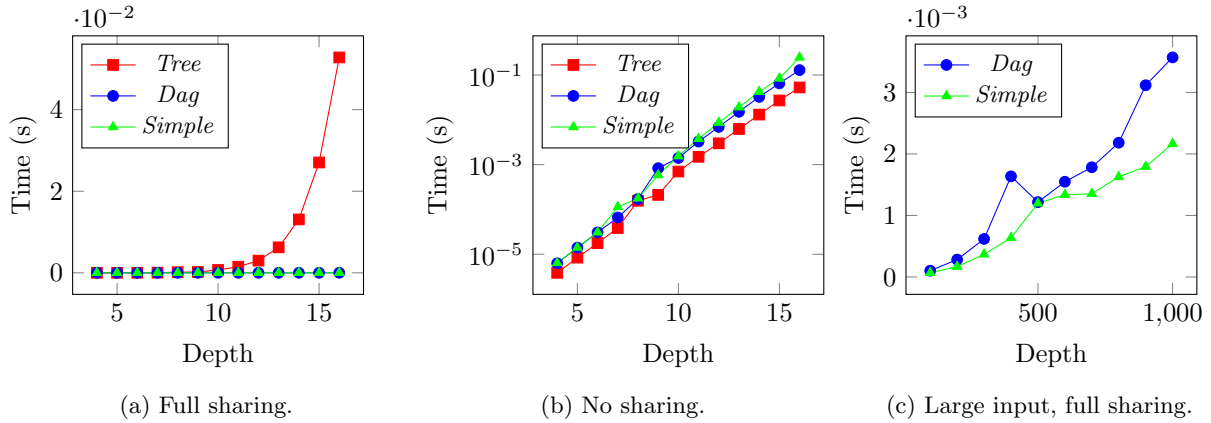 ·10⁻²
Time (s)
4
2
0
Tree
Dag
Simple
5 10 15
Depth
(a) Full sharing.
Time (s)
10⁻¹
10⁻³
10⁻⁵
Tree
Dag
Simple
5 10 15
Depth
(b) No sharing.
·10⁻³
Time (s)
3
2
1
0
Dag
Simple
500 1,000
Depth
(c) Large input, full sharing.